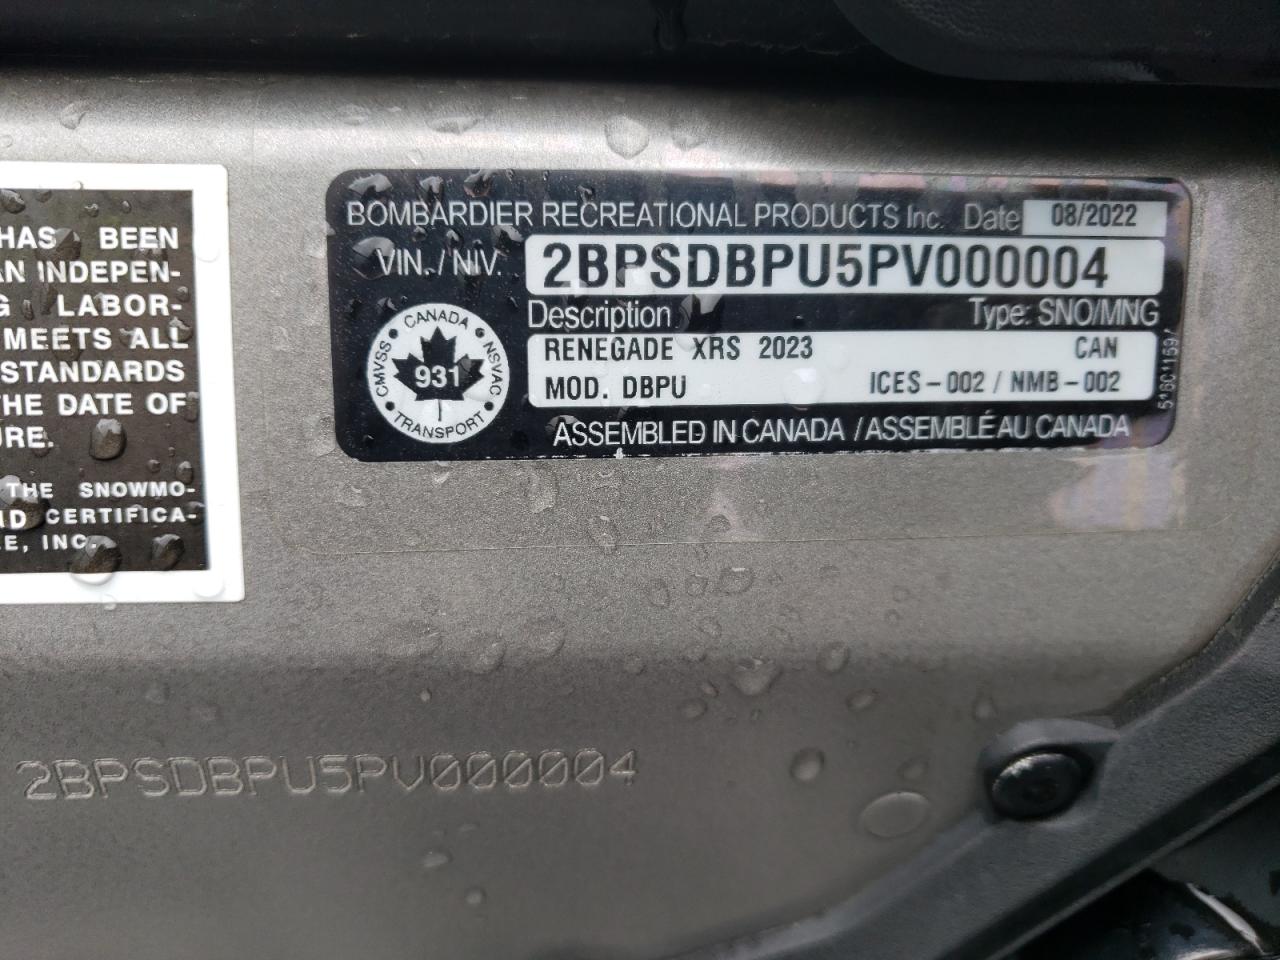 HAS BEEN
AN INDEPEN-
G LABOR-
MEETS ALL
STANDARDS
THE DATE OF
URE.
THE SNOWMO-
ND CERTIFICA-
E, INC.
BOMBARDIER RECREATIONAL PRODUCTS Inc. Date 08/2022
VIN. / NIV. 2BPSDBPU5PV000004
Description Type: SNO/MNG
RENEGADE XRS 2023 CAN
MOD. DBPU ICES-002 / NMB-002
ASSEMBLED IN CANADA / ASSEMBLÉ AU CANADA
CANADA
CMVSS
NSVAC
931
TRANSPORT
2BPSDBPU5PV000004